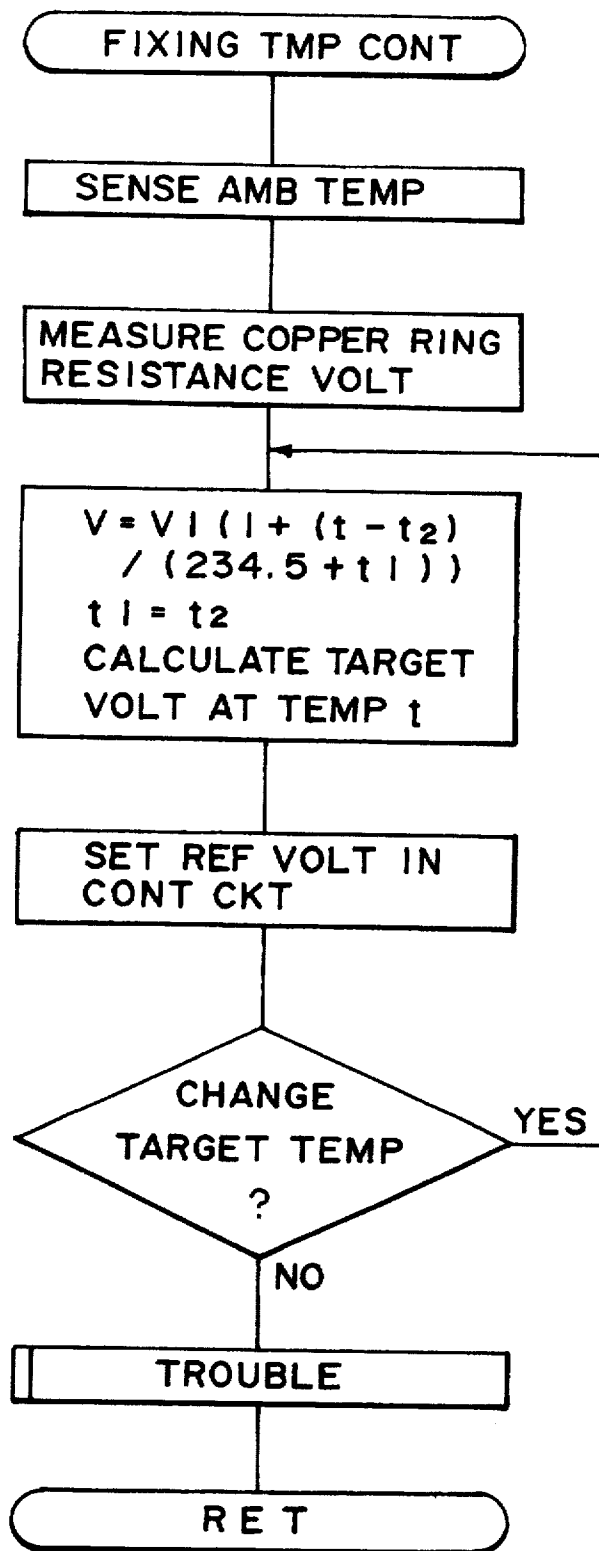 FIXING TMP CONT
SENSE AMB TEMP
MEASURE COPPER RING
RESISTANCE VOLT
V = V1 (1 + (t - t2)
/ (234.5 + t1))
t1 = t2
CALCULATE TARGET
VOLT AT TEMP t
SET REF VOLT IN
CONT CKT
CHANGE
TARGET TEMP
?
YES
NO
TROUBLE
RET